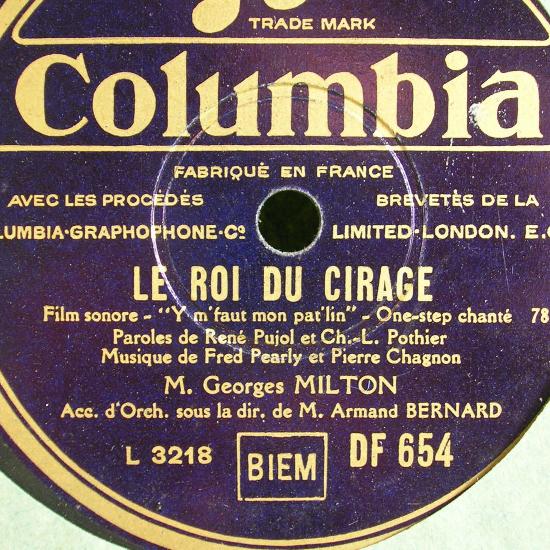 TRADE MARK
Columbia
FABRIQUÉ EN FRANCE
AVEC LES PROCÉDÉS BREVETÉS DE LA
LUMBIA·GRAPHOPHONE·Co LIMITED·LONDON. E.C
LE ROI DU CIRAGE
Film sonore - "Y m'faut mon pat'lin" - One-step chanté 78
Paroles de René Pujol et Ch.-L. Pothier
Musique de Fred Pearly et Pierre Chagnon
M. Georges MILTON
Acc. d'Orch. sous la dir. de M. Armand BERNARD
L 3218 BIEM DF 654